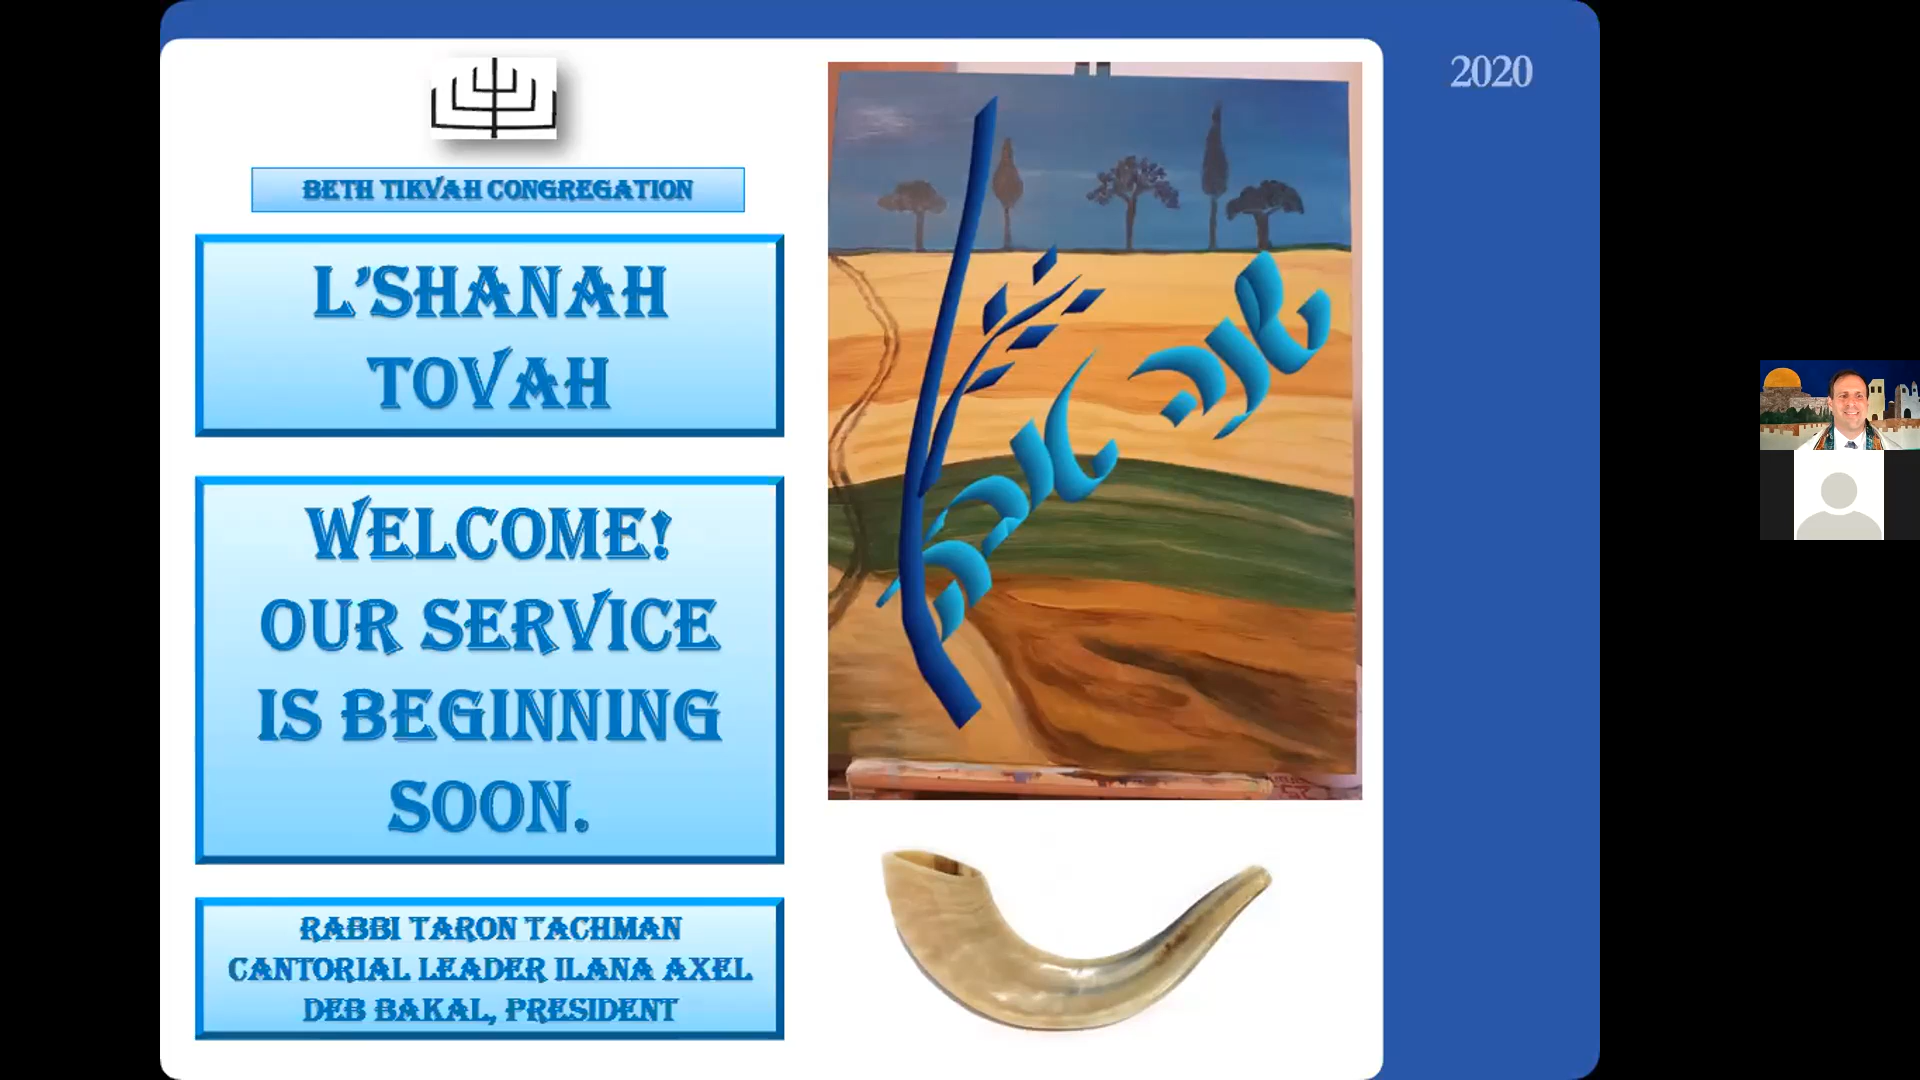 2020
BETH TIKVAH CONGREGATION
L'SHANAH
TOVAH
WELCOME!
OUR SERVICE
IS BEGINNING
SOON.
RABBI TARON TACHMAN
CANTORIAL LEADER ILANA AXEL
DEB BAKAL, PRESIDENT
שנה טובה